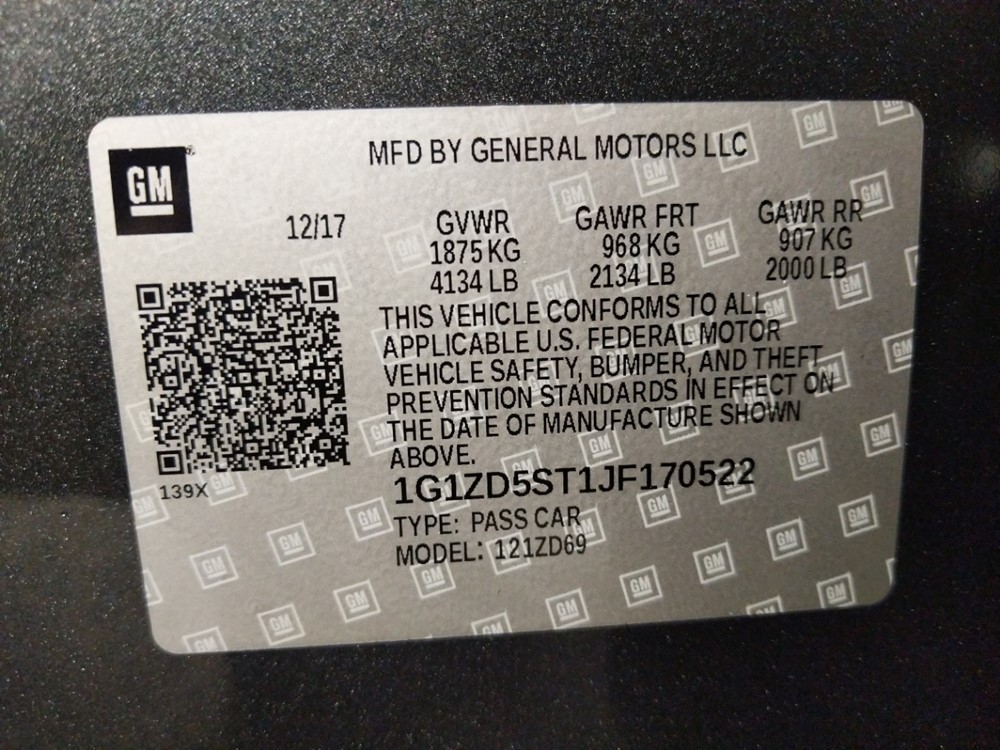 GM
MFD BY GENERAL MOTORS LLC
12/17
GVWR GAWR FRT GAWR RR
1875 KG 968 KG 907 KG
4134 LB 2134 LB 2000 LB
THIS VEHICLE CONFORMS TO ALL
APPLICABLE U.S. FEDERAL MOTOR
VEHICLE SAFETY, BUMPER, AND THEFT
PREVENTION STANDARDS IN EFFECT ON
THE DATE OF MANUFACTURE SHOWN
ABOVE.
139X
1G1ZD5ST1JF170522
TYPE: PASS CAR
MODEL: 121ZD69